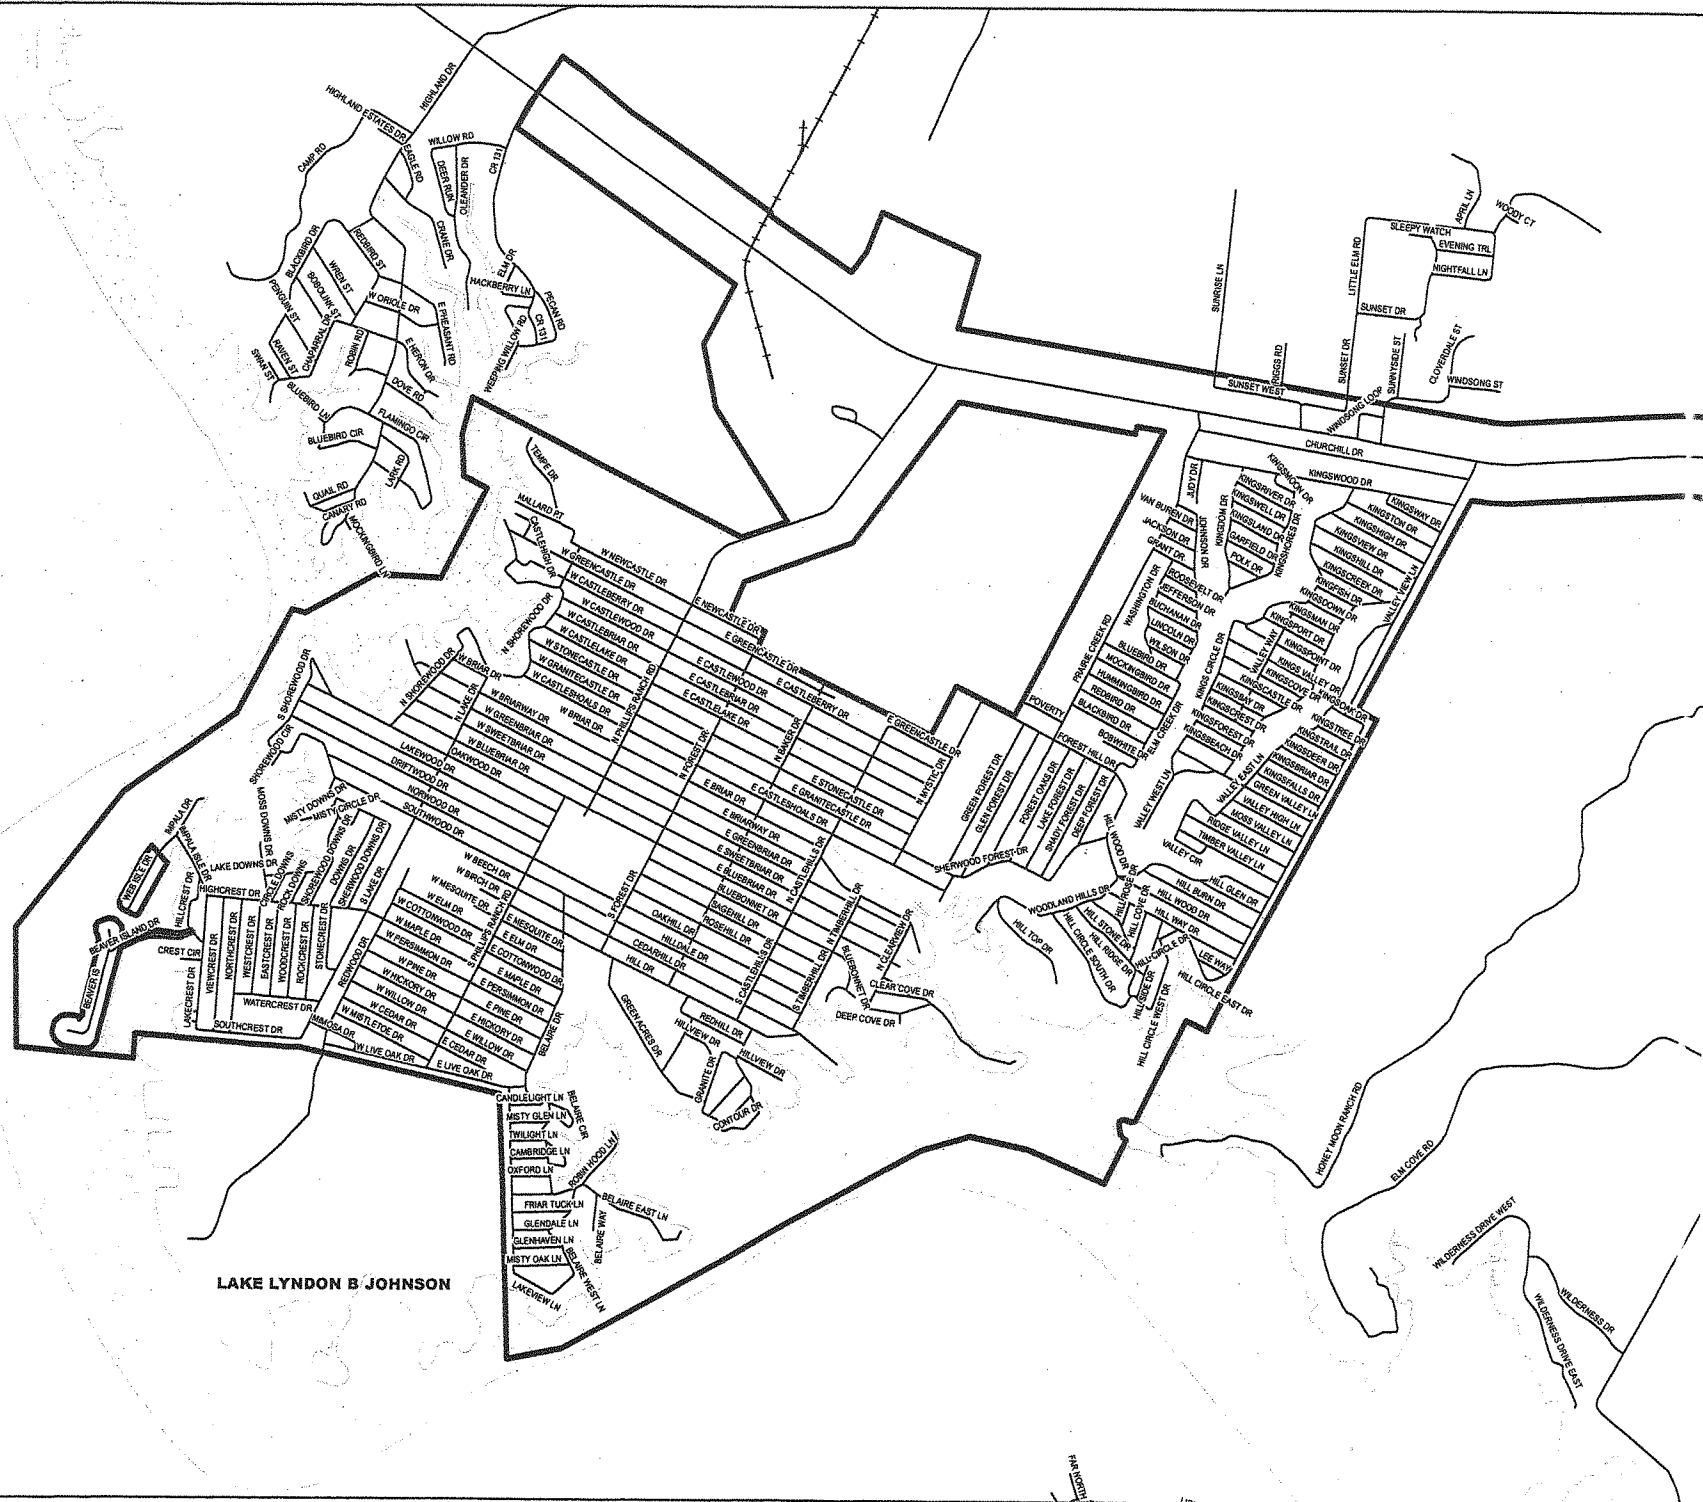 HIGHLAND DR
HIGHLAND ESTATES DR
CAMP RD
EAGLE RD
WILLOW RD
DEER RUN
OLEANDER DR
CR 131
CRANE DR
ELM DR
HACKBERRY LN
PECAN RD
CR 131
WEEPING WILLOW RD
BLACKBIRD DR
REDBIRD ST
WREN ST
BOBOLINK ST
PENGUIN ST
W ORIOLE DR
E PHEASANT RD
CHAPARRAL DR
RAVEN ST
SWAN ST
ROBIN RD
E HERON DR
DOVE RD
BLUEBIRD LN
FLAMINGO CIR
BLUEBIRD CIR
LARK RD
QUAIL RD
CANARY RD
MOCKINGBIRD LN
APRIL LN
WOODY CT
SLEEPY WATCH
EVENING TRL
NIGHTFALL LN
LITTLE ELM RD
SUNRISE LN
SUNSET DR
SUNSET DR
SUNNYSIDE ST
CLOVERDALE ST
WINDSONG ST
RIGGS RD
SUNSET WEST
WINDSONG LOOP
CHURCHILL DR
KINGSWOOD DR
TEMPE DR
MALLARD PT
CASTLEHIGH DR
W NEWCASTLE DR
W GREENCASTLE DR
W CASTLEBERRY DR
W CASTLEWOOD DR
W CASTLEBRIAR DR
W CASTLELAKE DR
W STONECASTLE DR
W GRANITECASTLE DR
W CASTLESHOALS DR
W BRIAR DR
N SHOREWOOD DR
N SHOREWOOD DR
W BRIAR DR
N LAKE DR
W BRIARWAY DR
W GREENBRIAR DR
W SWEETBRIAR DR
W BLUEBRIAR DR
OAKWOOD DR
LAKEWOOD DR
DRIFTWOOD DR
NORWOOD DR
SOUTHWOOD DR
N PHILLIPS RANCH RD
E NEWCASTLE DR
E GREENCASTLE DR
E CASTLEBERRY DR
E CASTLEWOOD DR
E CASTLEBRIAR DR
E CASTLELAKE DR
N FOREST DR
N BAKER DR
E GREENCASTLE DR
N MYSTIC DR
E STONECASTLE DR
E GRANITECASTLE DR
E CASTLESHOALS DR
E BRIAR DR
E BRIARWAY DR
E GREENBRIAR DR
E SWEETBRIAR DR
E BLUEBRIAR DR
BLUEBONNET DR
SAGEHILL DR
ROSEHILL DR
OAKHILL DR
HILLDALE DR
CEDARHILL DR
HILL DR
N CASTLEHILLS DR
S CASTLEHILLS DR
N TIMBERHILL DR
S TIMBERHILL DR
N CLEARVIEW DR
BLUEBONNET DR
CLEAR COVE DR
DEEP COVE DR
S FOREST DR
GREEN ACRES DR
REDHILL DR
HILLVIEW DR
HILLVIEW DR
GRANITE DR
CONTOUR DR
S SHOREWOOD DR
SHOREWOOD CIR
MOSS DOWNS DR
MISTY DOWNS DR
MISTY CIRCLE DR
IMPALA DR
IMPALA ISLE DR
WEB ISLE DR
LAKE DOWNS DR
HIGHCREST DR
HILLCREST DR
CIRCLE DOWNS
ROCK DOWNS
SHOREWOOD DOWNS DR
DOWNS DR
SHERWOOD DOWNS DR
S LAKE DR
BEAVER ISLAND DR
BEAVER IS
CREST CIR
LAKECREST DR
VIEWCREST DR
NORTHCREST DR
WESTCREST DR
EASTCREST DR
WOODCREST DR
ROCKCREST DR
STONECREST DR
WATERCREST DR
SOUTHCREST DR
REDWOOD DR
MIMOSA DR
W BEECH DR
W BIRCH DR
W MESQUITE DR
W ELM DR
W COTTONWOOD DR
W MAPLE DR
W PERSIMMON DR
W PINE DR
W HICKORY DR
W WILLOW DR
W CEDAR DR
W MISTLETOE DR
W LIVE OAK DR
S PHILLIPS RANCH RD
E MESQUITE DR
E ELM DR
E COTTONWOOD DR
E MAPLE DR
E PERSIMMON DR
E PINE DR
E HICKORY DR
E WILLOW DR
E CEDAR DR
E LIVE OAK DR
BELAIRE DR
CANDLELIGHT LN
MISTY GLEN LN
BELAIRE CIR
TWILIGHT LN
CAMBRIDGE LN
OXFORD LN
ROBIN HOOD LN
FRIAR TUCK LN
BELAIRE EAST LN
GLENDALE LN
BELAIRE WAY
GLENHAVEN LN
MISTY OAK LN
BELAIRE WEST LN
LAKEVIEW LN
LAKE LYNDON B JOHNSON
JUDY DR
VAN BUREN DR
JACKSON DR
GRANT DR
JOHNSON DR
KINGDOM DR
KINGSMOON DR
KINGSRIVER DR
KINGSWELL DR
KINGSLAND DR
GARFIELD DR
POLK DR
KINGSHORES DR
KINGSWAY DR
KINGSTON DR
KINGSHIGH DR
KINGSVIEW DR
KINGSHILL DR
KINGSCREEK DR
KINGFISH DR
KINGSDOWN DR
KINGSMAN DR
KINGSPORT DR
VALLEY VIEW LN
WASHINGTON DR
ROOSEVELT DR
JEFFERSON DR
BUCHANAN DR
LINCOLN DR
WILSON DR
PRAIRIE CREEK RD
BLUEBIRD DR
MOCKINGBIRD DR
HUMMINGBIRD DR
REDBIRD DR
BLACKBIRD DR
BOBWHITE DR
ELM CREEK DR
KINGS CIRCLE DR
VALLEY WAY
KINGSPOINT DR
KINGS VALLEY DR
KINGSCOVE DR
KINGSOAK DR
KINGSCASTLE DR
KINGSBAY DR
KINGSCREST DR
KINGSFOREST DR
KINGSBEACH DR
KINGSTREE DR
KINGSTRAIL DR
KINGSDEER DR
KINGSBRIAR DR
KINGSFALLS DR
GREEN VALLEY LN
VALLEY HIGH LN
MOSS VALLEY LN
RIDGE VALLEY LN
TIMBER VALLEY LN
VALLEY EAST LN
VALLEY WEST LN
VALLEY CIR
POVERTY
FOREST HILL DR
GREEN FOREST DR
GLEN FOREST DR
FOREST OAKS DR
LAKE FOREST DR
SHADY FOREST DR
DEEP FOREST DR
SHERWOOD FOREST DR
HILL WOOD DR
WOODLAND HILLS DR
HILL TOP DR
HILL ROSE DR
HILL COVE DR
HILL STONE DR
HILL RIDGE DR
HILL CIRCLE SOUTH DR
HILL GLEN DR
HILL BURN DR
HILL WOOD DR
HILL WAY DR
HILL CIRCLE DR
LEE WAY
HILL SIDE DR
HILL CIRCLE EAST DR
HILL CIRCLE WEST DR
HONEY MOON RANCH RD
ELM COVE RD
WILDERNESS DRIVE WEST
WILDERNESS DR
WILDERNESS DRIVE EAST
FAR NORTH